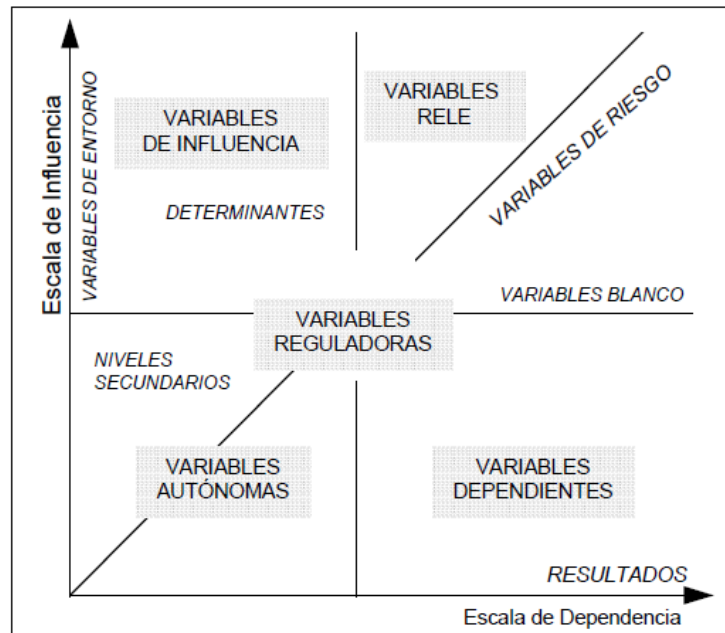 Escala de Influencia
VARIABLES DE ENTORNO
VARIABLES
DE INFLUENCIA
VARIABLES
RELE
VARIABLES DE RIESGO
DETERMINANTES
VARIABLES BLANCO
VARIABLES
REGULADORAS
NIVELES
SECUNDARIOS
VARIABLES
AUTÓNOMAS
VARIABLES
DEPENDIENTES
RESULTADOS
Escala de Dependencia